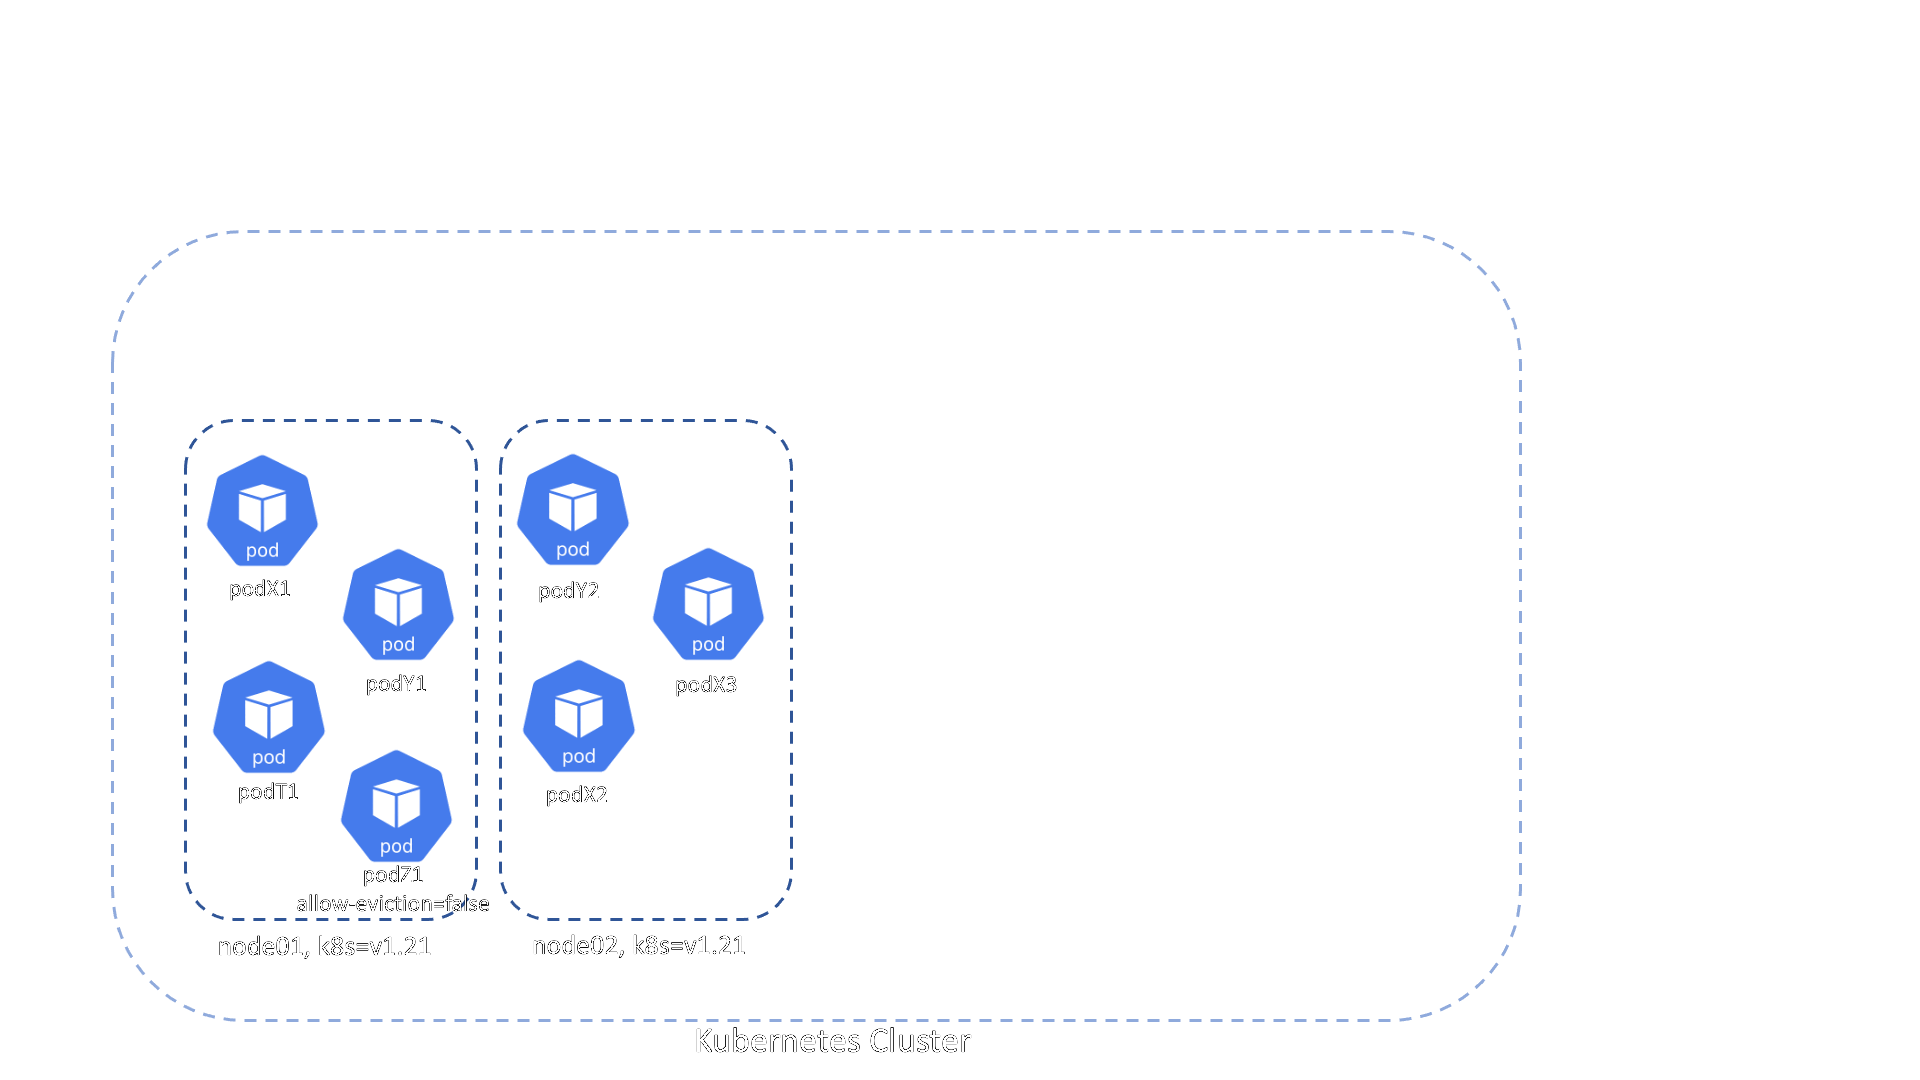 pod
podX1
pod
podY1
pod
podT1
pod
podZ1
allow-eviction=false
node01, k8s=v1.21
pod
podY2
pod
podX3
pod
podX2
node02, k8s=v1.21
Kubernetes Cluster